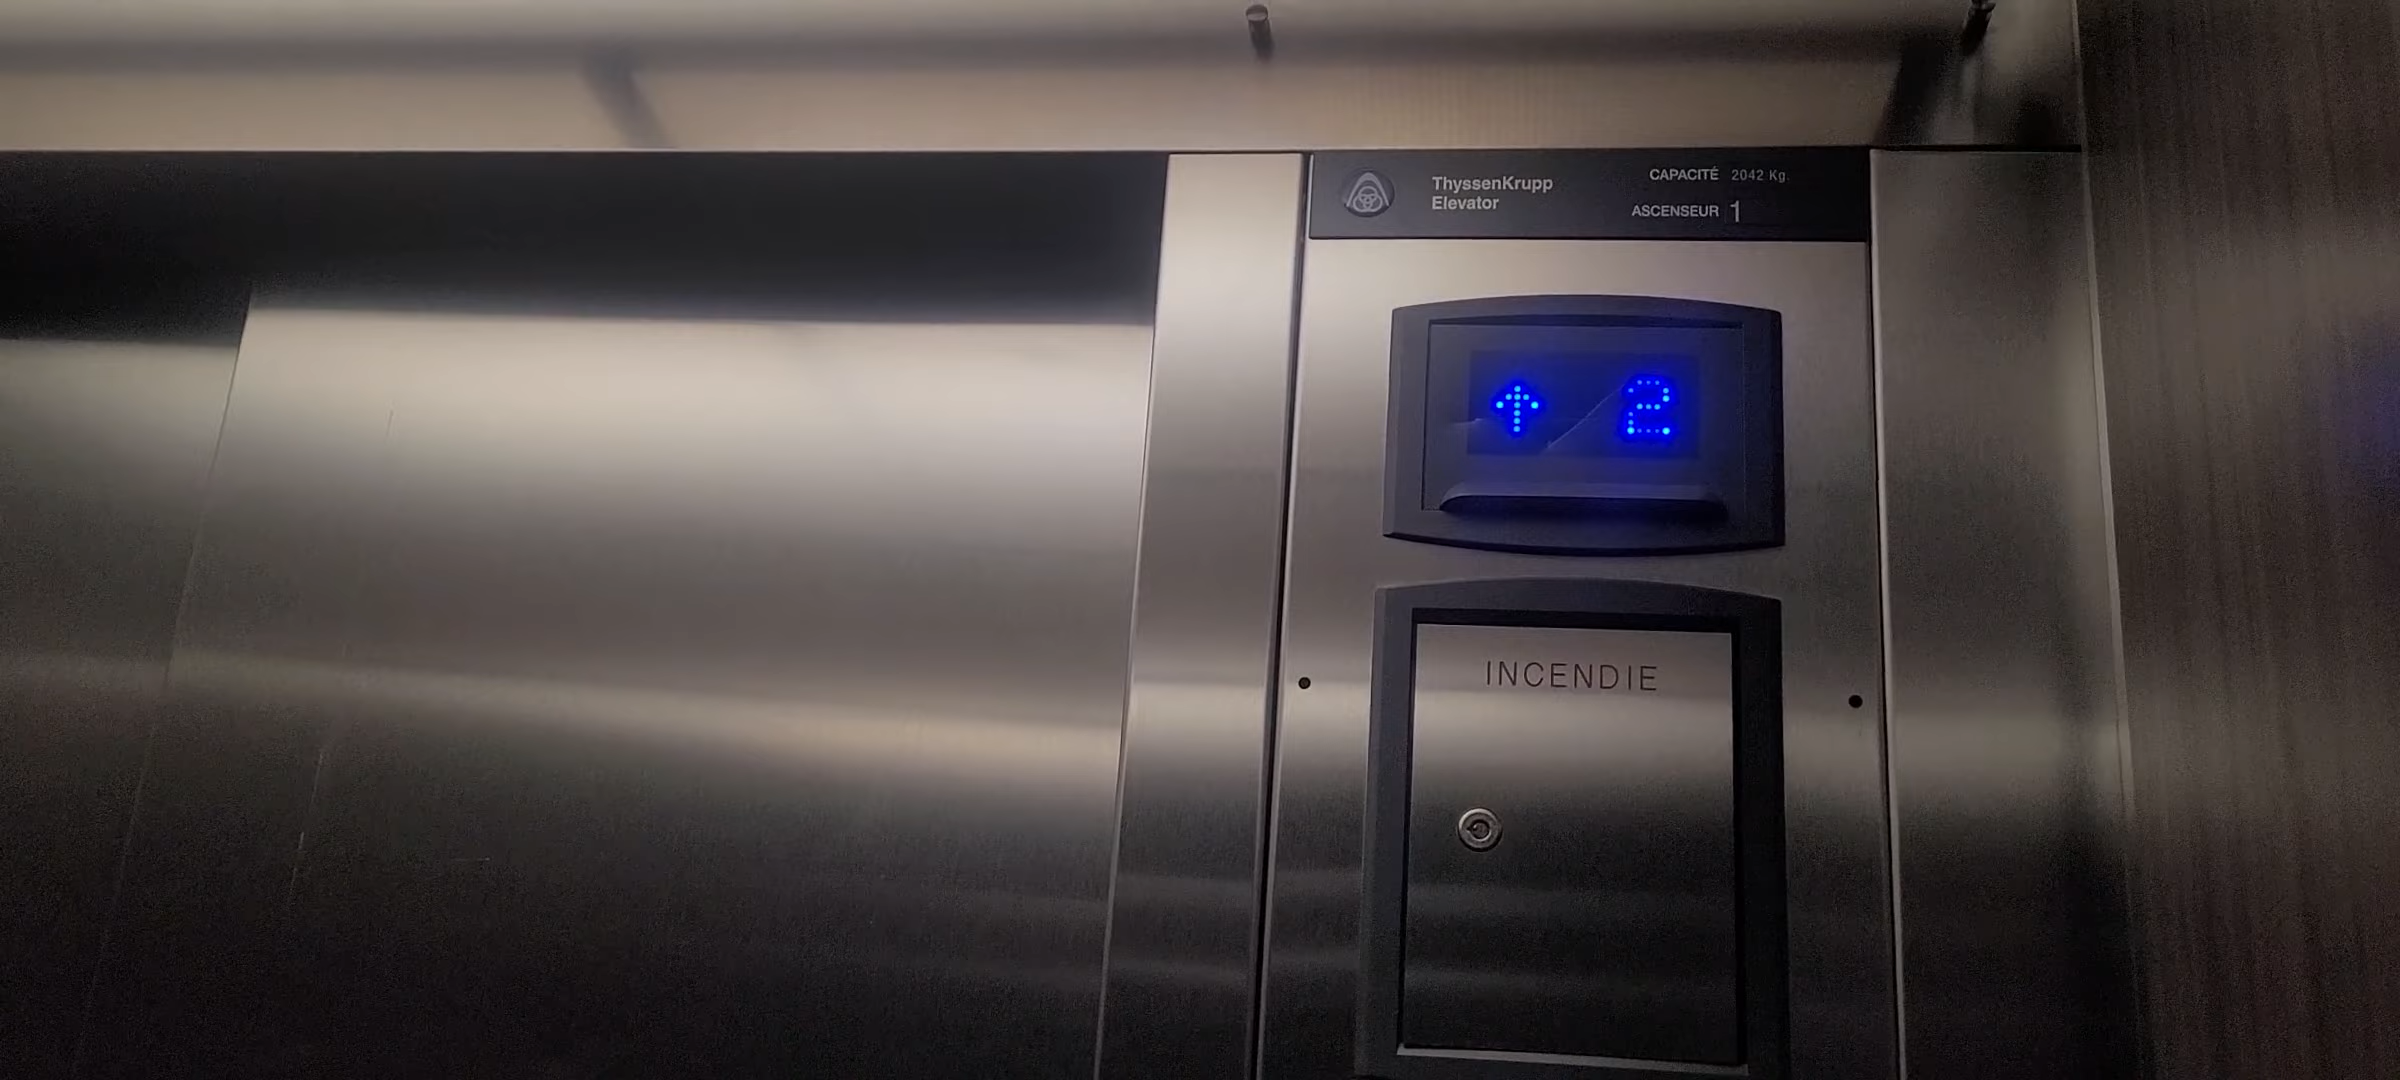 ThyssenKrupp
Elevator
CAPACITÉ 2042 Kg.
ASCENSEUR 1
↑ 2
INCENDIE